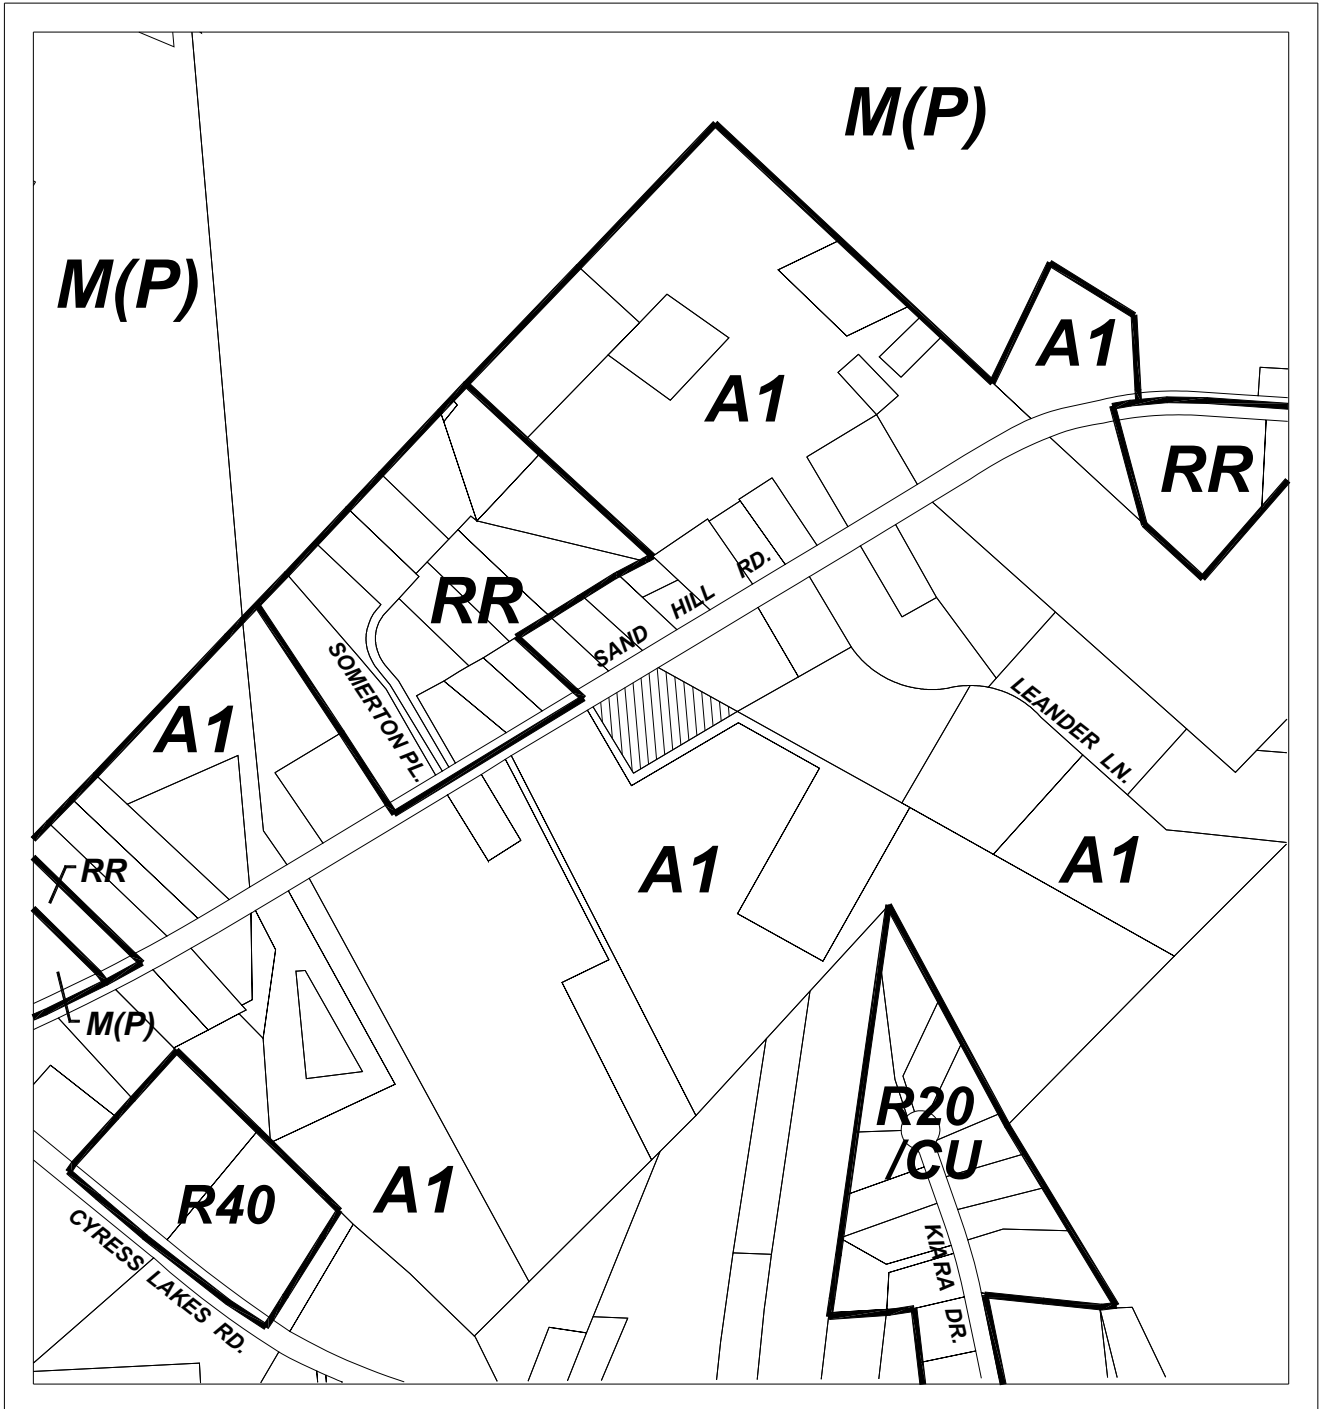 M(P)
M(P)
A1
A1
RR
RR
SAND HILL RD.
SOMERTON PL.
LEANDER LN.
A1
A1
A1
RR
M(P)
R20
/CU
A1
R40
CYRESS LAKES RD.
KIARA DR.